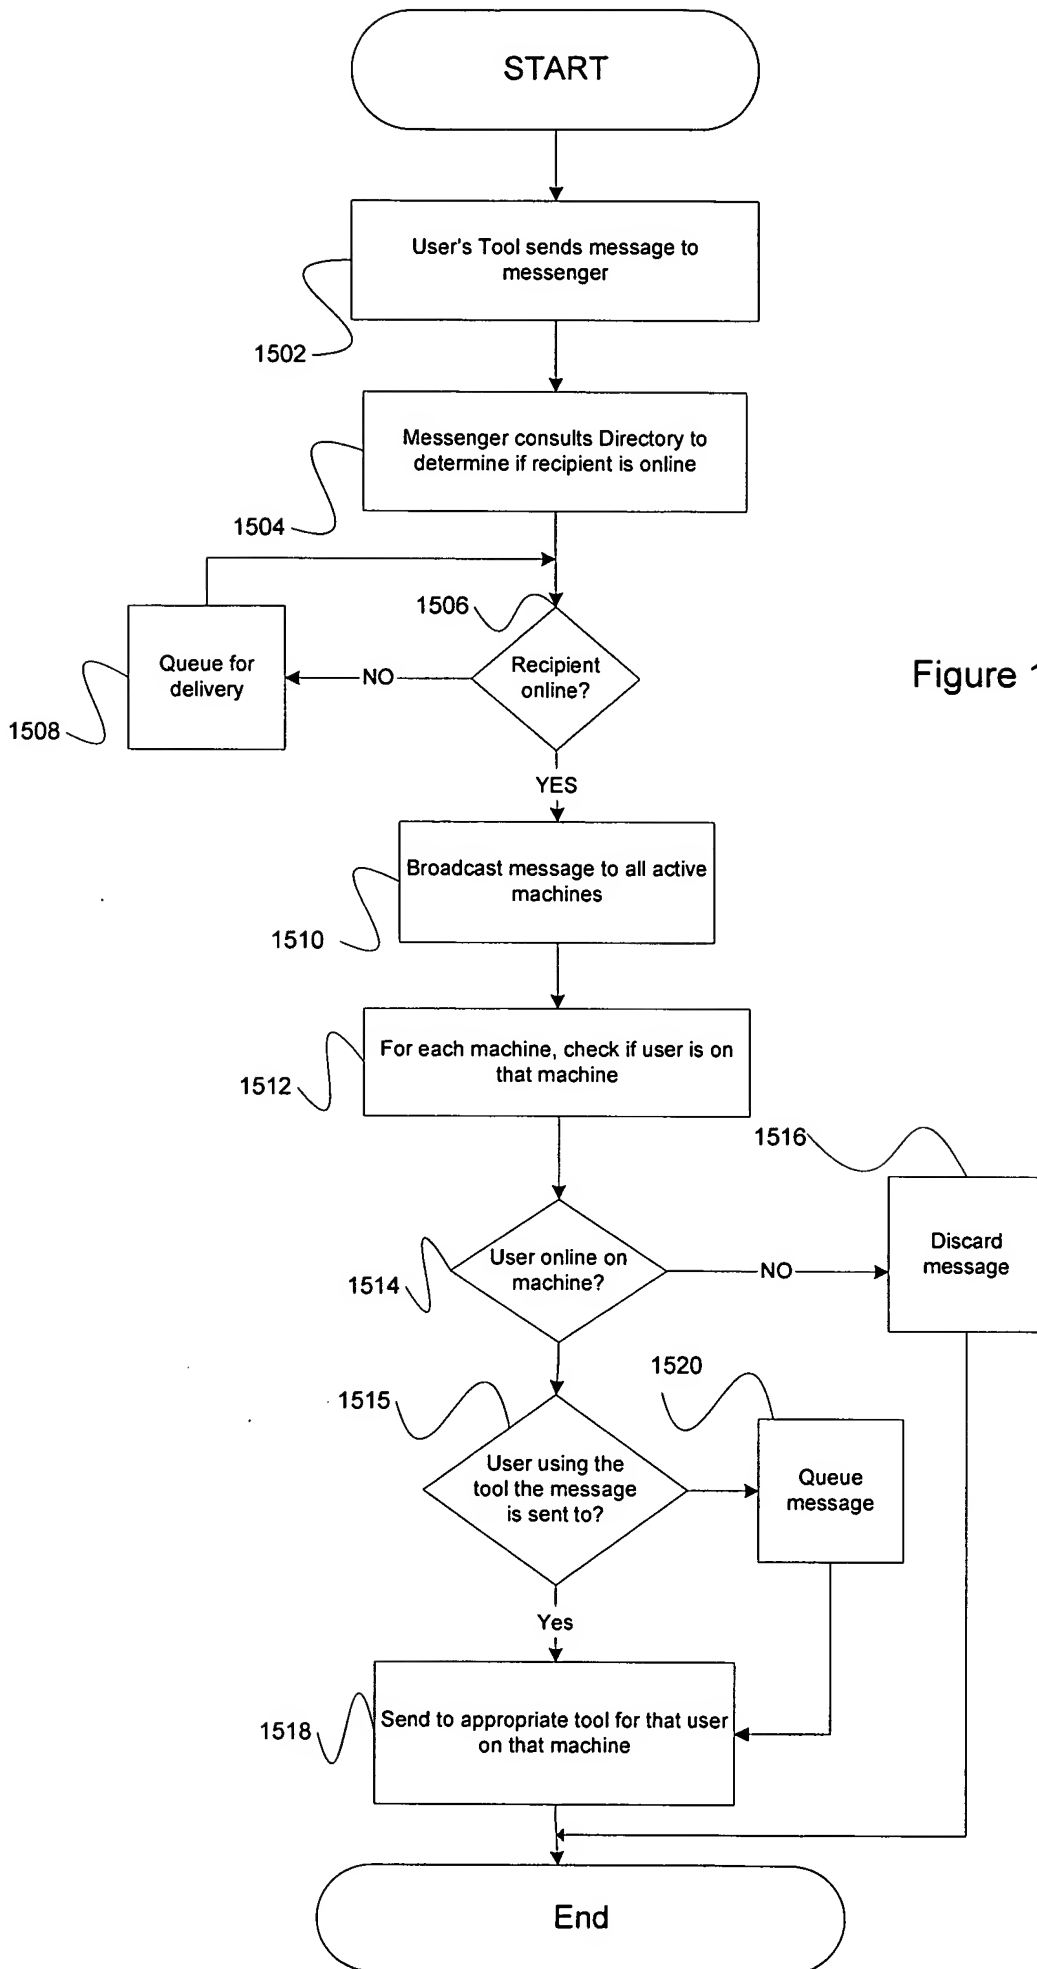 START
User's Tool sends message to
messenger
1502
Messenger consults Directory to
determine if recipient is online
1504
1506
Recipient
online?
NO
Queue for
delivery
1508
Figure 1
YES
Broadcast message to all active
machines
1510
For each machine, check if user is on
that machine
1512
1516
Discard
message
User online on
machine?
NO
1514
1515
1520
User using the
tool the message
is sent to?
Queue
message
Yes
Send to appropriate tool for that user
on that machine
1518
End